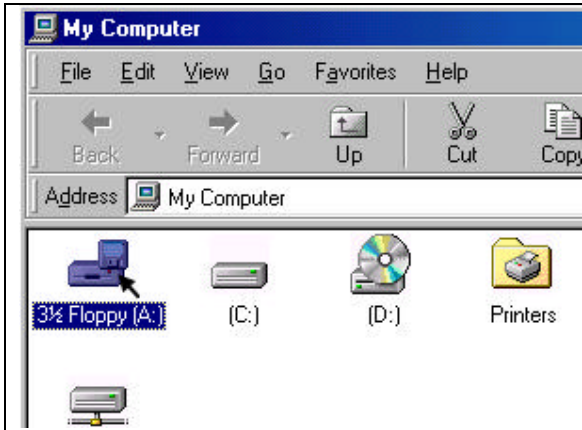 My Computer
File Edit View Go Favorites Help
Back Forward Up Cut Copy
Address My Computer
3½ Floppy (A:) (C:) (D:) Printers